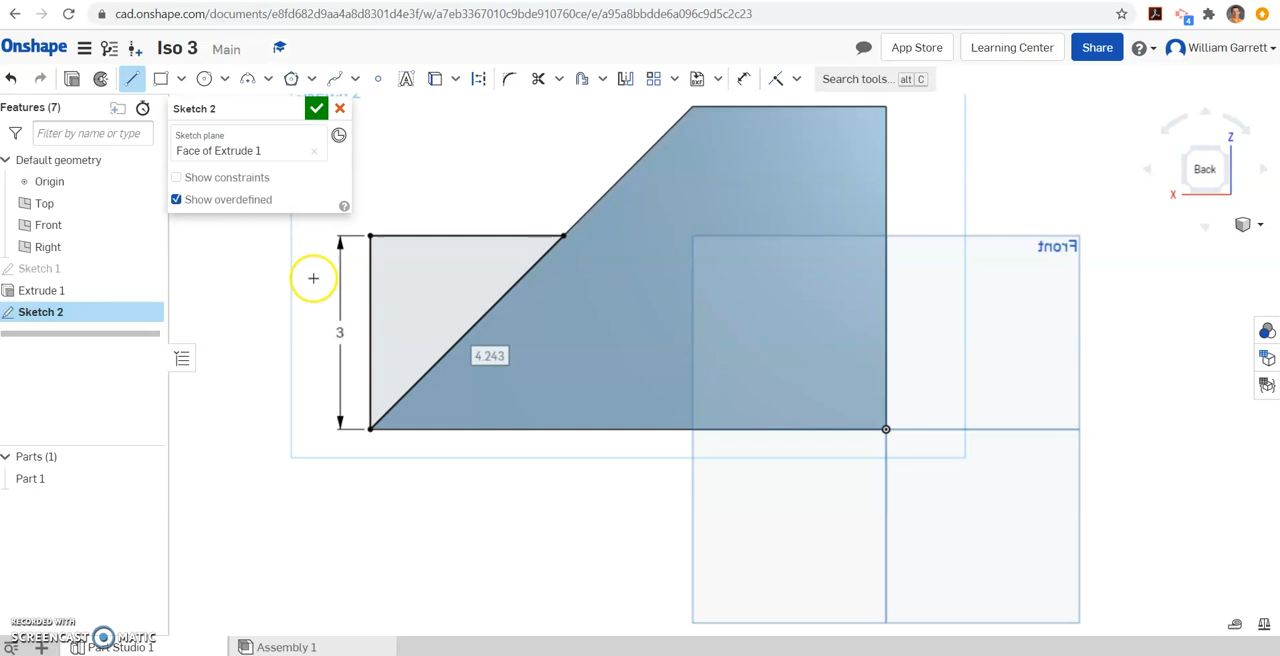 cad.onshape.com/documents/e8fd682d9aa4a8d8301d4e3f/w/a7eb3367010c9bde910760ce/e/a95a8bbdde6a096c9d5c2c23
4
Onshape
Iso 3
Main
App Store
Learning Center
Share
William Garrett
Search tools...
alt
C
Features (7)
Filter by name or type
Default geometry
Origin
Top
Front
Right
Sketch 1
Extrude 1
Sketch 2
Parts (1)
Part 1
Sketch 2
Sketch plane
Face of Extrude 1
Show constraints
Show overdefined
3
4.243
Front
Z
Back
X
RECORDED WITH
SCREENCAST MATIC
Part Studio 1
Assembly 1